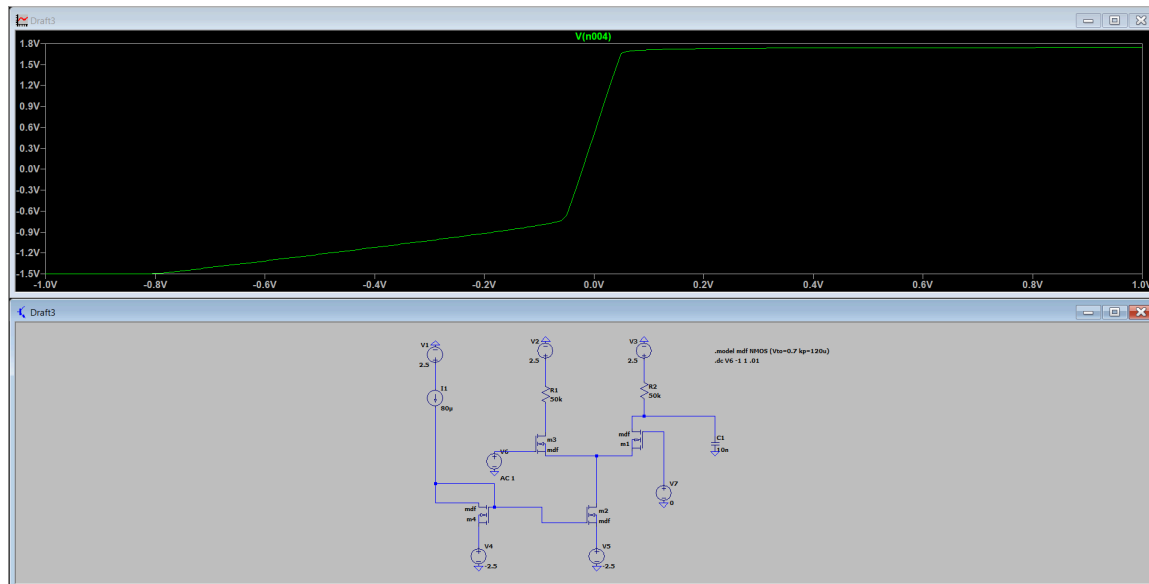 Draft3
V(n004)
1.8V
1.5V
1.2V
0.9V
0.6V
0.3V
0.0V
-0.3V
-0.6V
-0.9V
-1.2V
-1.5V
-1.0V
-0.8V
-0.6V
-0.4V
-0.2V
0.0V
0.2V
0.4V
0.6V
0.8V
1.0V
Draft3
V1
2.5
V2
2.5
V3
2.5
.model mdf NMOS (Vto=0.7 kp=120u)
.dc V6 -1 1 .01
I1
80µ
R1
50k
R2
50k
m3
mdf
mdf
m1
C1
10n
V6
AC 1
V7
0
mdf
m4
m2
mdf
V4
-2.5
V5
-2.5